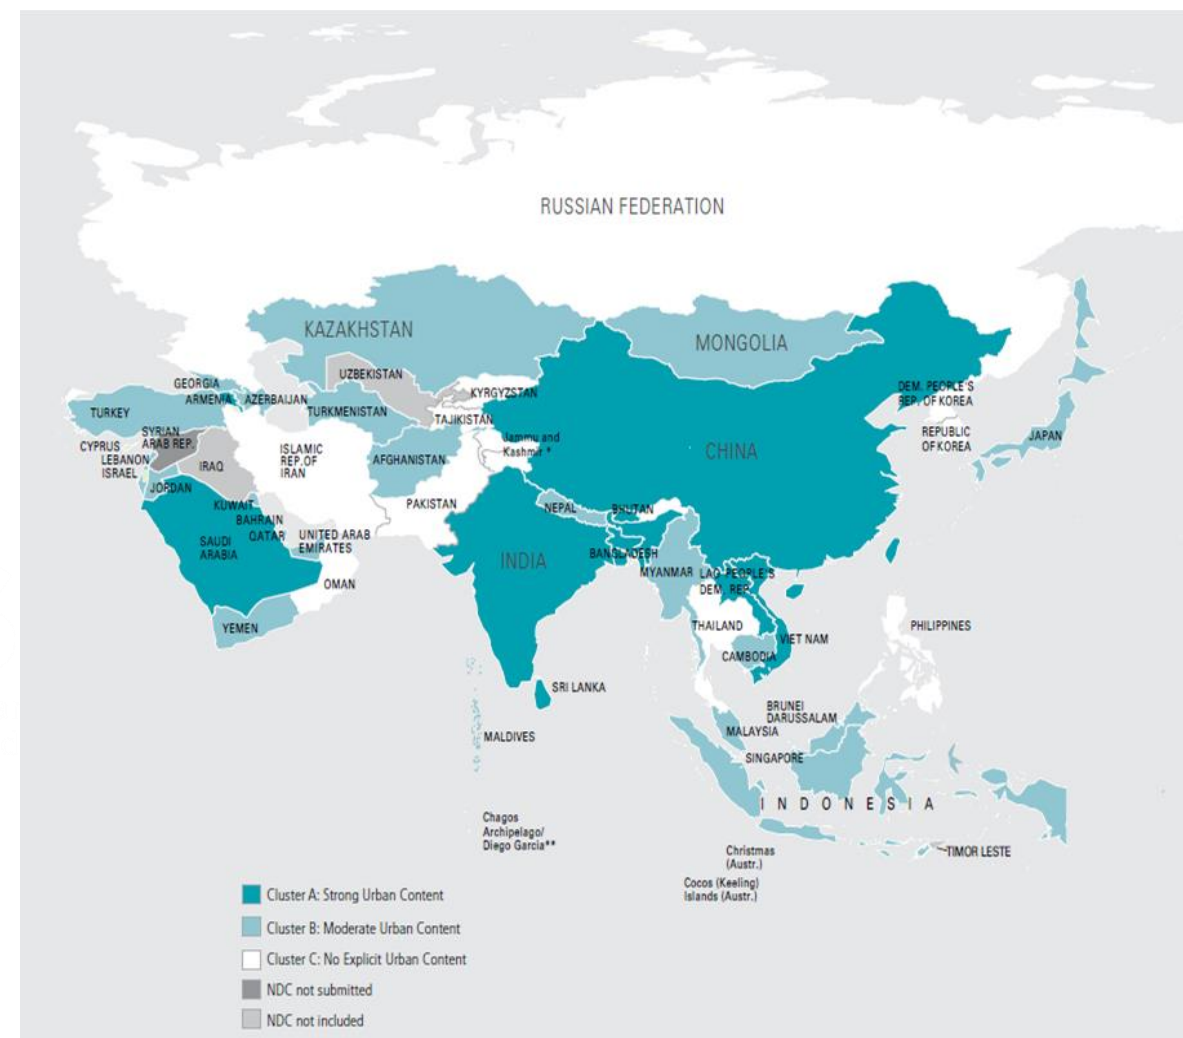 RUSSIAN FEDERATION
KAZAKHSTAN
MONGOLIA
UZBEKISTAN
GEORGIA
KYRGYZSTAN
DEM. PEOPLE'S
REP. OF KOREA
ARMENIA
AZERBAIJAN
TURKEY
TURKMENISTAN
TAJIKISTAN
SYRIAN
ARAB REP.
REPUBLIC
OF KOREA
JAPAN
CYPRUS
LEBANON
ISRAEL
IRAQ
ISLAMIC
REP.OF
IRAN
AFGHANISTAN
Jammu and
Kashmir *
CHINA
JORDAN
KUWAIT
PAKISTAN
NEPAL
BHUTAN
BAHRAIN
QATAR
UNITED ARAB
EMIRATES
SAUDI
ARABIA
INDIA
BANGLADESH
MYANMAR
LAO PEOPLE'S
DEM. REP.
OMAN
YEMEN
THAILAND
VIET NAM
PHILIPPINES
CAMBODIA
SRI LANKA
BRUNEI
DARUSSALAM
MALDIVES
MALAYSIA
SINGAPORE
INDONESIA
Chagos
Archipelago/
Diego Garcia**
Christmas
(Austr.)
TIMOR LESTE
Cocos (Keeling)
Islands (Austr.)
Cluster A: Strong Urban Content
Cluster B: Moderate Urban Content
Cluster C: No Explicit Urban Content
NDC not submitted
NDC not included